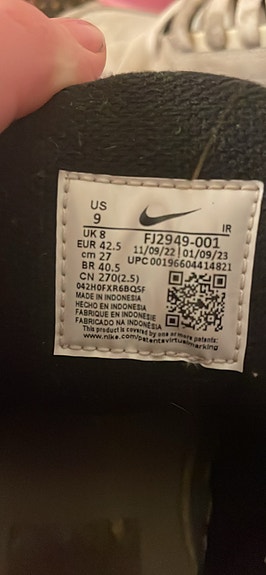 US
9
IR
UK 8
EUR 42.5
cm 27
BR 40.5
CN 270(2.5)
FJ2949-001
11/09/22 | 01/09/23
UPC 00196604414821
042H0FXR6BQSF
MADE IN INDONESIA
HECHO EN INDONESIA
FABRIQUE EN INDONESIE
FABRICADO NA INDONÉSIA
This product is covered by one or more patents:
www.nike.com/patentsvirtualmarking